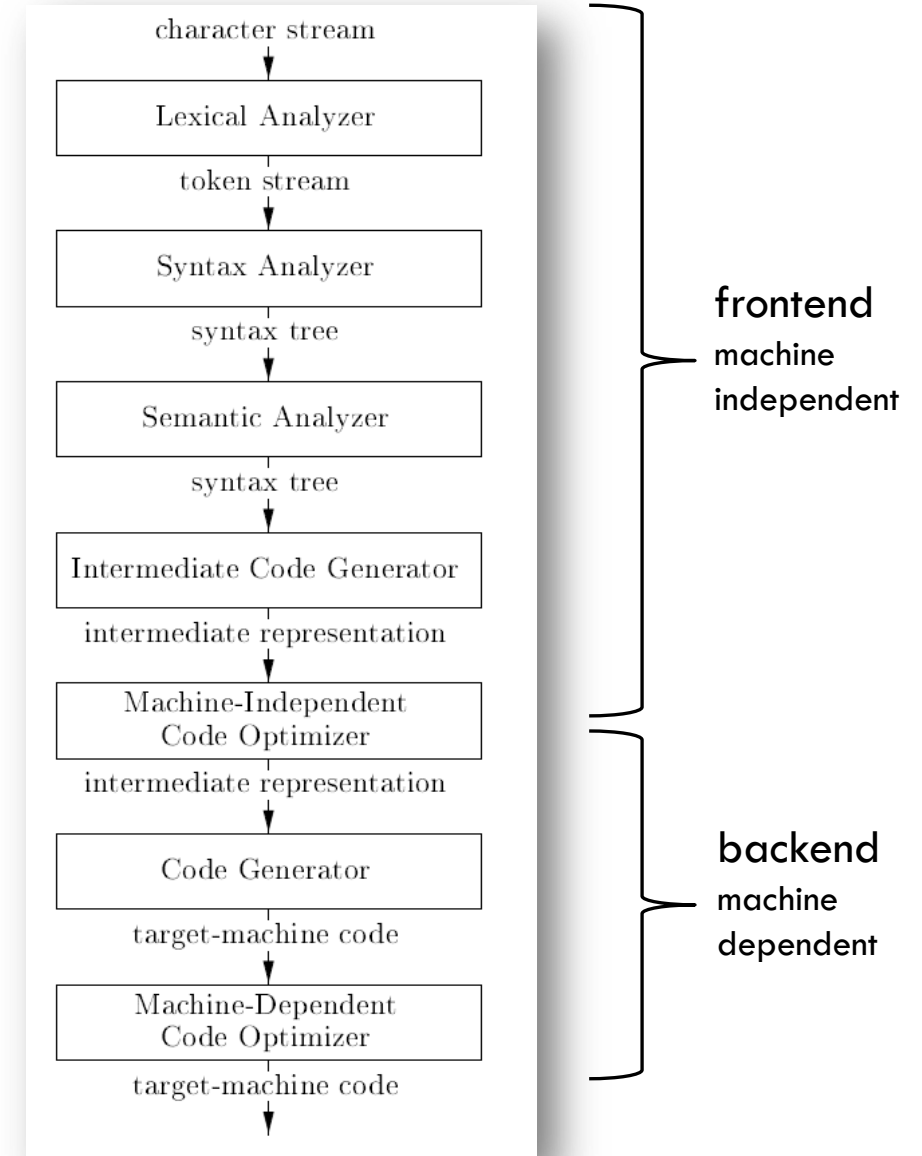 character stream
Lexical Analyzer
token stream
Syntax Analyzer
syntax tree
Semantic Analyzer
syntax tree
Intermediate Code Generator
intermediate representation
Machine-Independent
Code Optimizer
intermediate representation
Code Generator
target-machine code
Machine-Dependent
Code Optimizer
target-machine code
frontend
machine
independent
backend
machine
dependent